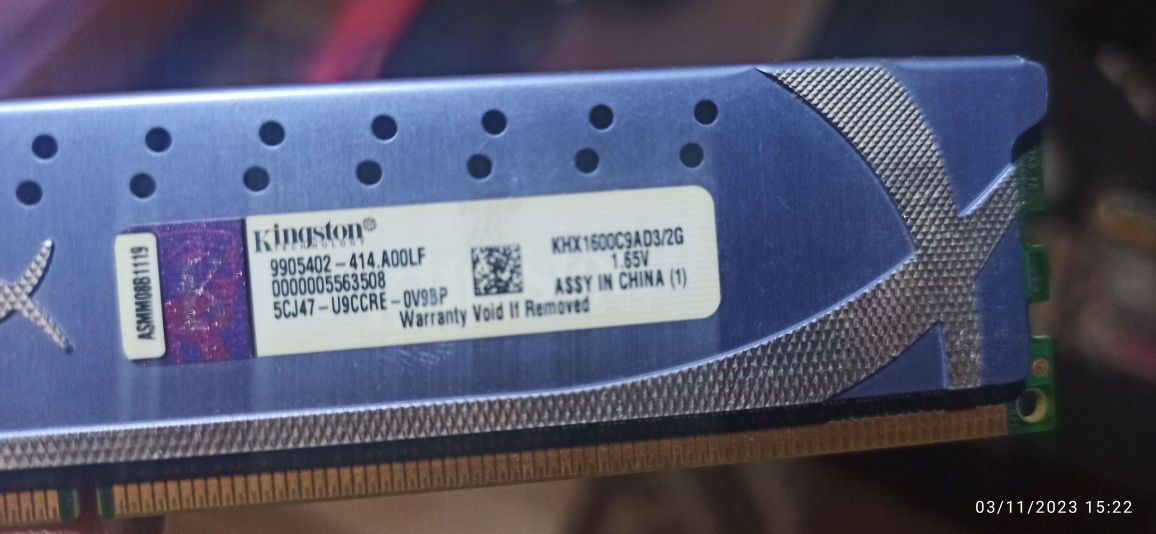 Kingston®
TECHNOLOGY
9905402-414.A00LF
0000005563508
5CJ47-U9CCRE-0V9BP
Warranty Void If Removed
KHX1600C9AD3/2G
1.65V
ASSY IN CHINA (1)
ASMM08B1119
03/11/2023 15:22